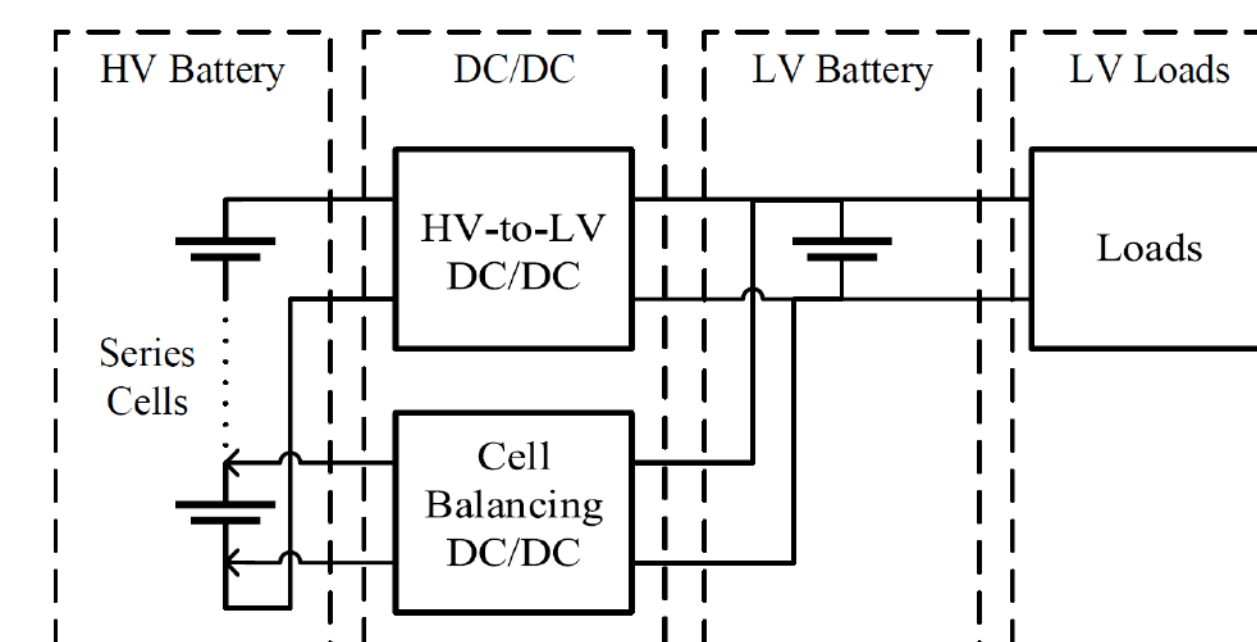 HV Battery
DC/DC
LV Battery
LV Loads
HV-to-LV
DC/DC
Loads
Series
Cells
Cell
Balancing
DC/DC